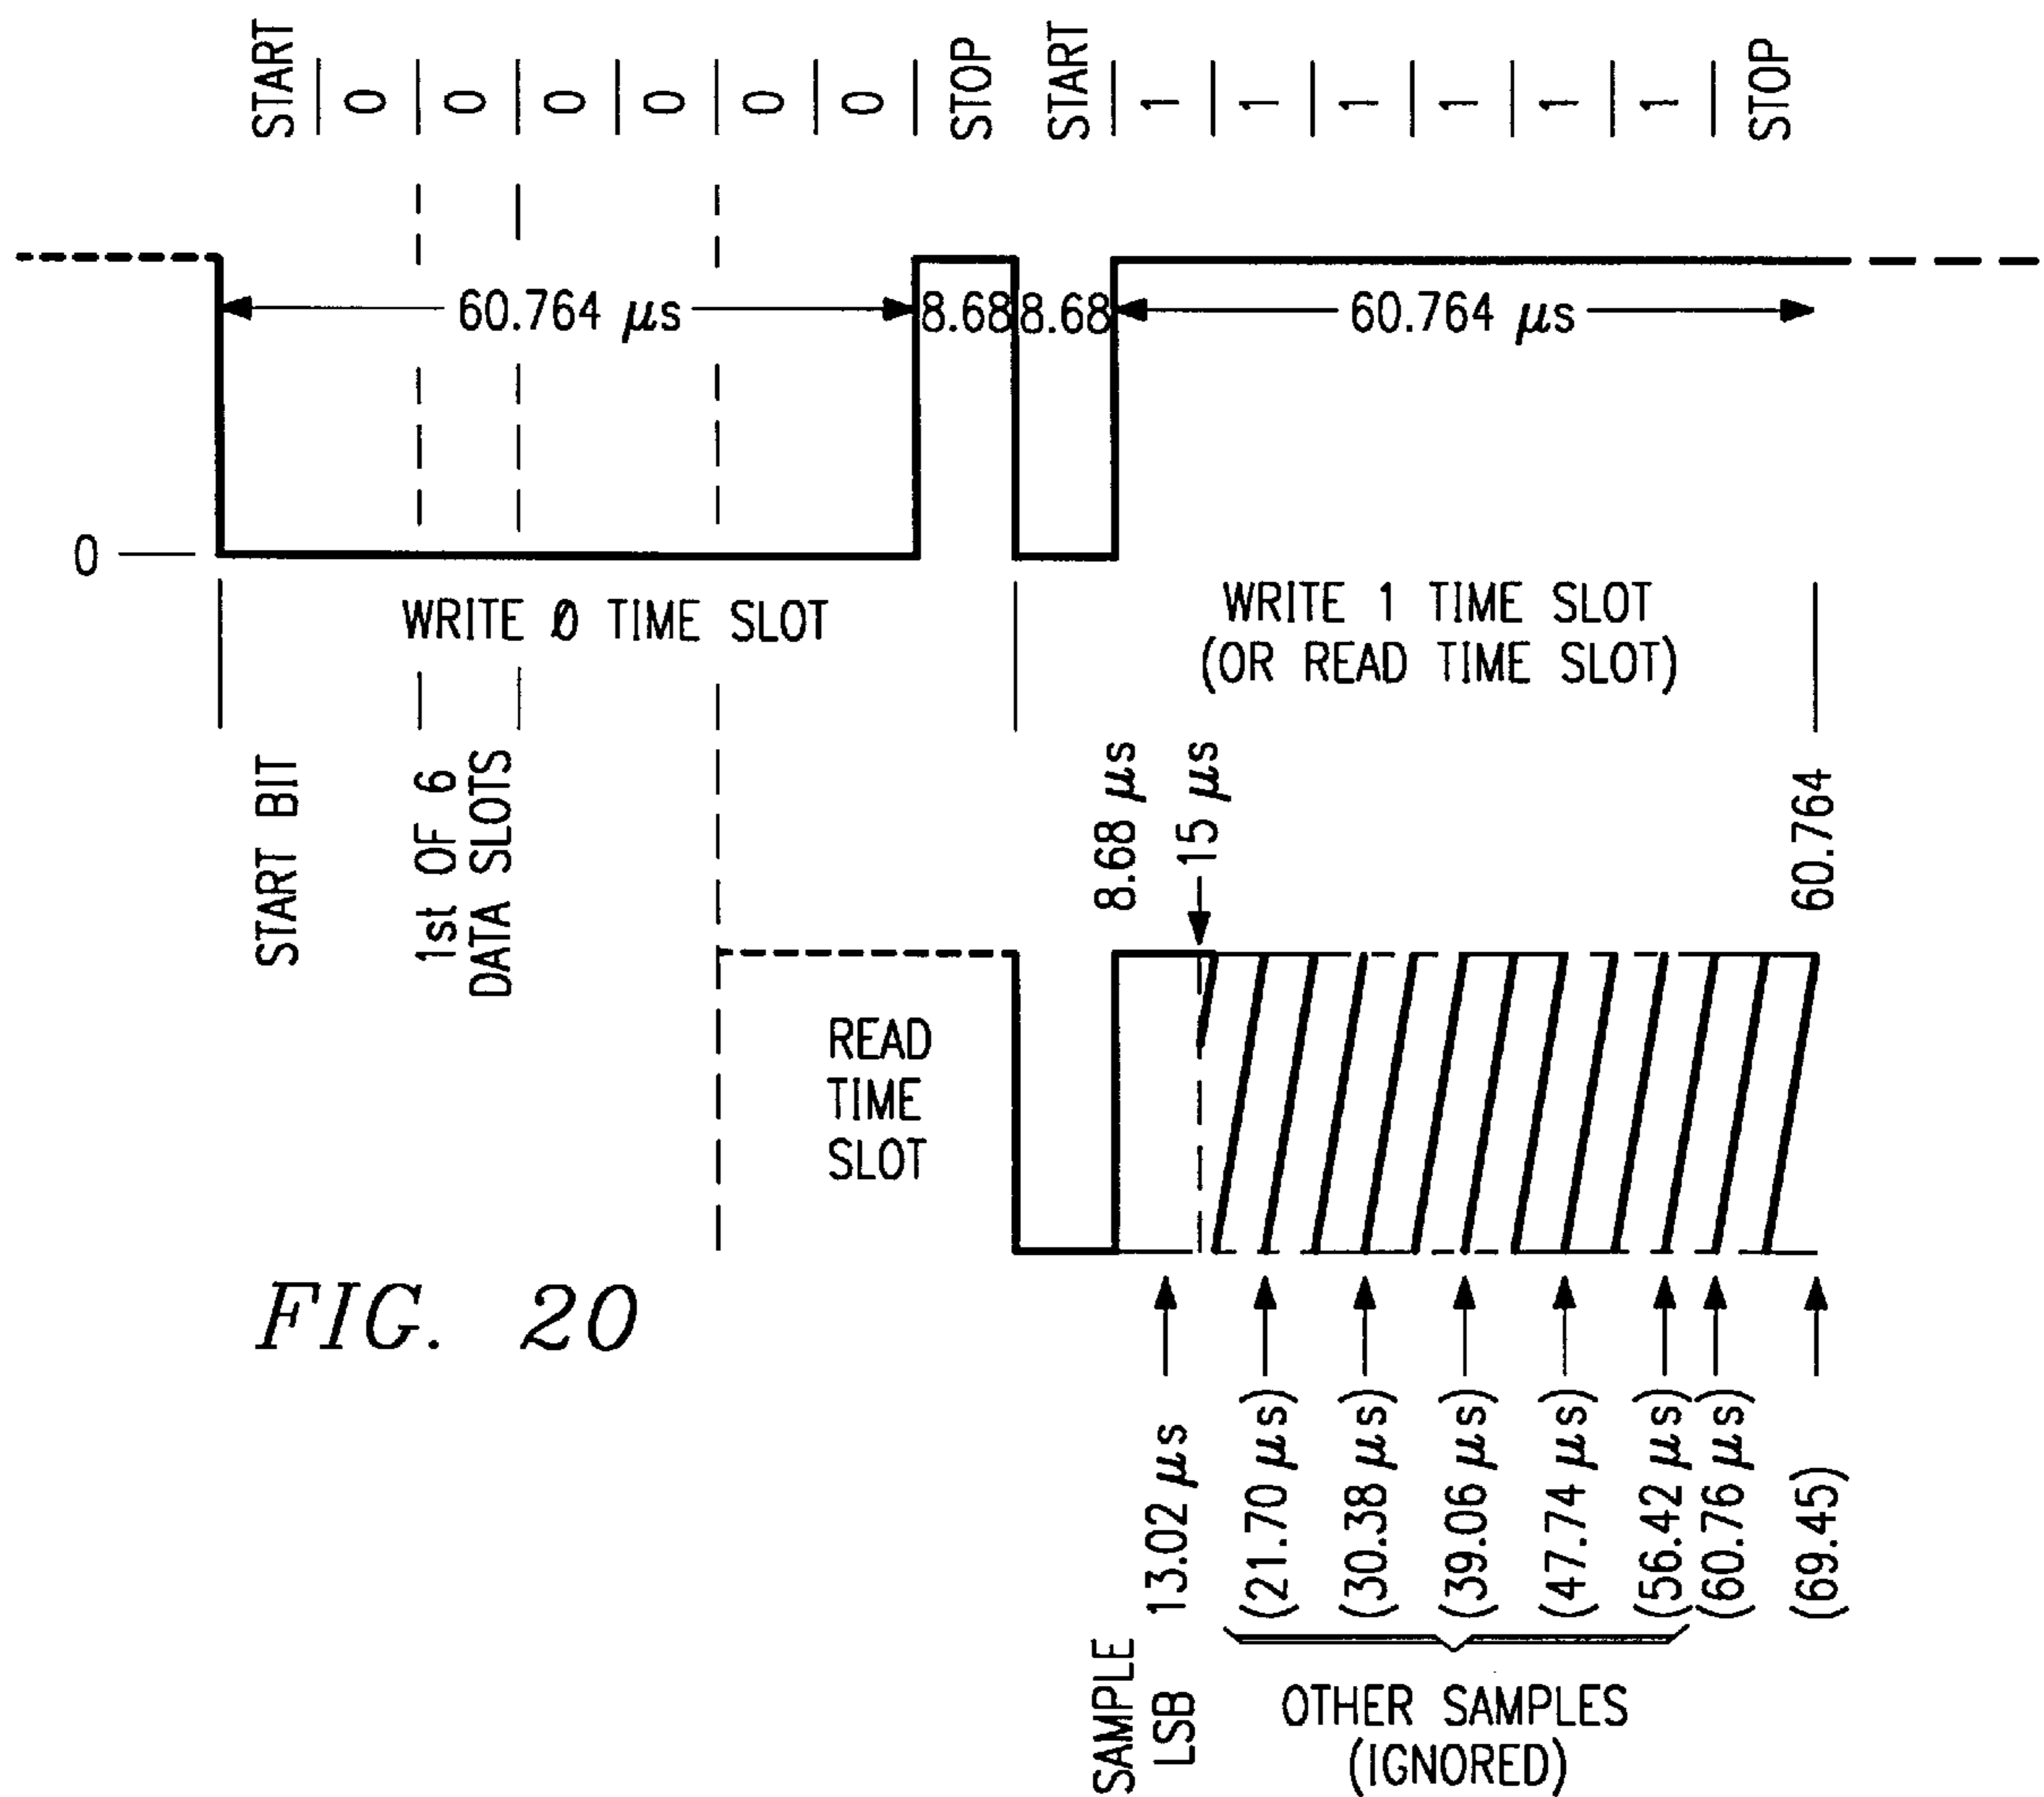 START 0 0 0 0 0 0 STOP START 1 1 1 1 1 1 STOP
60.764 μs 8.68 8.68 60.764 μs
0
WRITE Ø TIME SLOT
WRITE 1 TIME SLOT
(OR READ TIME SLOT)
START BIT
1st OF 6
DATA SLOTS
8.68 μs
15 μs
60.764
READ
TIME
SLOT
FIG. 20
SAMPLE
LSB 13.02 μs
(21.70 μs)
(30.38 μs)
(39.06 μs)
(47.74 μs)
(56.42 μs)
(60.76 μs)
(69.45)
OTHER SAMPLES
(IGNORED)